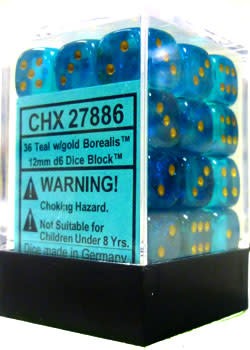 CHX 27886
36 Teal w/gold Borealis™
12mm d6 Dice Block™
WARNING!
Choking Hazard.
Not Suitable for
Children Under 8 Yrs.
Dice made in Germany